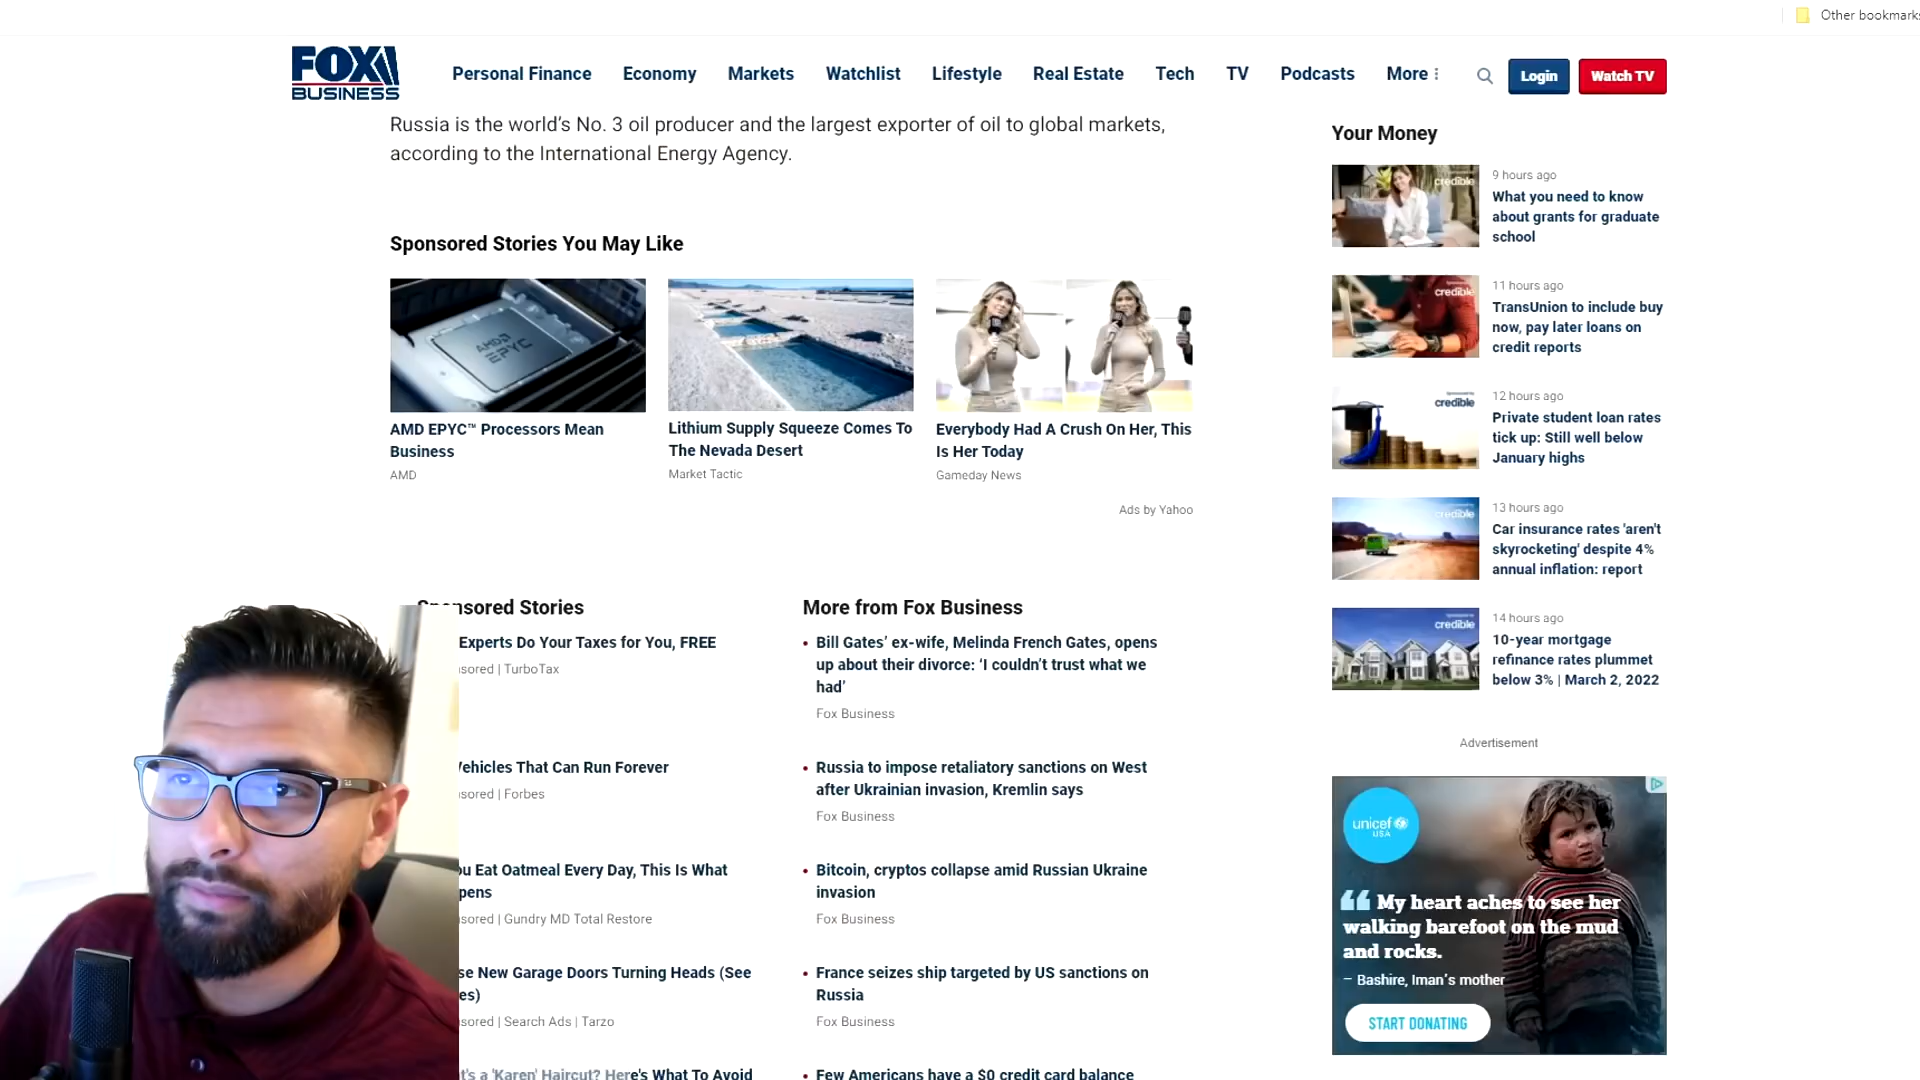 Other bookmarks
FOX
BUSINESS
Personal Finance
Economy
Markets
Watchlist
Lifestyle
Real Estate
Tech
TV
Podcasts
More
Login
Watch TV
Russia is the world's No. 3 oil producer and the largest exporter of oil to global markets,
according to the International Energy Agency.
Sponsored Stories You May Like
AMD
EPYC
AMD EPYC™ Processors Mean
Business
AMD
Lithium Supply Squeeze Comes To
The Nevada Desert
Market Tactic
Everybody Had A Crush On Her, This
Is Her Today
Gameday News
Ads by Yahoo
Sponsored Stories
Experts Do Your Taxes for You, FREE
sored | TurboTax
Vehicles That Can Run Forever
sored | Forbes
ou Eat Oatmeal Every Day, This Is What
pens
sored | Gundry MD Total Restore
se New Garage Doors Turning Heads (See
es)
sored | Search Ads | Tarzo
t's a 'Karen' Haircut? Here's What To Avoid
More from Fox Business
• Bill Gates' ex-wife, Melinda French Gates, opens
up about their divorce: 'I couldn't trust what we
had'
Fox Business
• Russia to impose retaliatory sanctions on West
after Ukrainian invasion, Kremlin says
Fox Business
• Bitcoin, cryptos collapse amid Russian Ukraine
invasion
Fox Business
• France seizes ship targeted by US sanctions on
Russia
Fox Business
• Few Americans have a $0 credit card balance
Your Money
credible
9 hours ago
What you need to know
about grants for graduate
school
credible
11 hours ago
TransUnion to include buy
now, pay later loans on
credit reports
credible
12 hours ago
Private student loan rates
tick up: Still well below
January highs
credible
13 hours ago
Car insurance rates 'aren't
skyrocketing' despite 4%
annual inflation: report
credible
14 hours ago
10-year mortgage
refinance rates plummet
below 3% | March 2, 2022
Advertisement
unicef
USA
“ My heart aches to see her
walking barefoot on the mud
and rocks.
– Bashire, Iman's mother
START DONATING